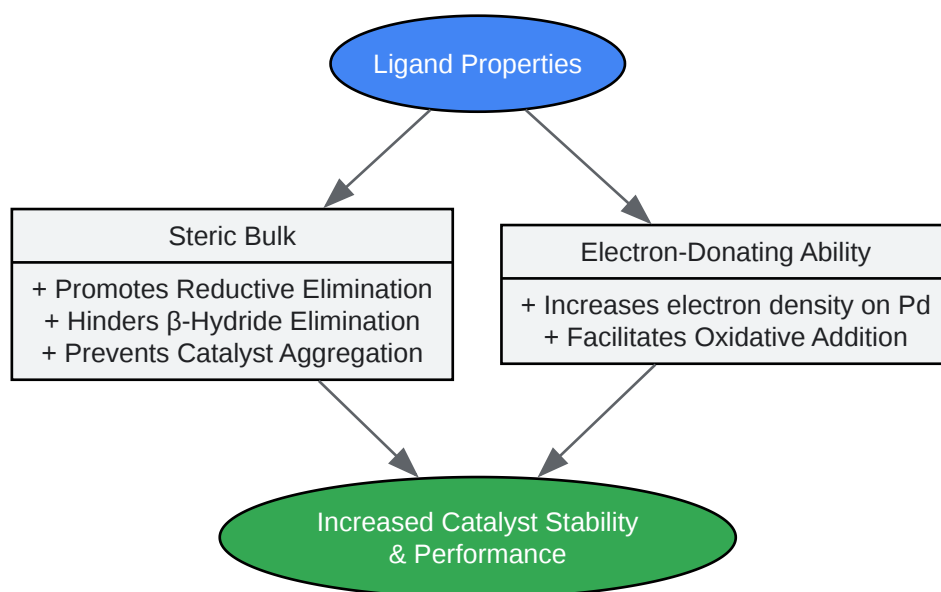 Ligand Properties
Steric Bulk
+ Promotes Reductive Elimination
+ Hinders β-Hydride Elimination
+ Prevents Catalyst Aggregation
Electron-Donating Ability
+ Increases electron density on Pd
+ Facilitates Oxidative Addition
Increased Catalyst Stability
& Performance